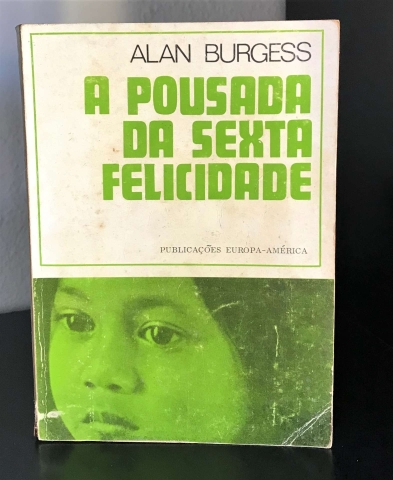 ALAN BURGESS
A POUSADA
DA SEXTA
FELICIDADE
PUBLICAÇÕES EUROPA-AMÉRICA